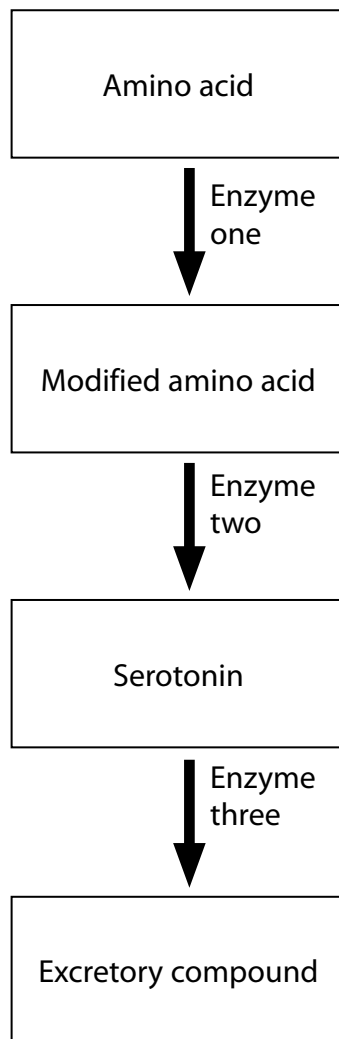 Amino acid
Enzyme
one
Modified amino acid
Enzyme
two
Serotonin
Enzyme
three
Excretory compound